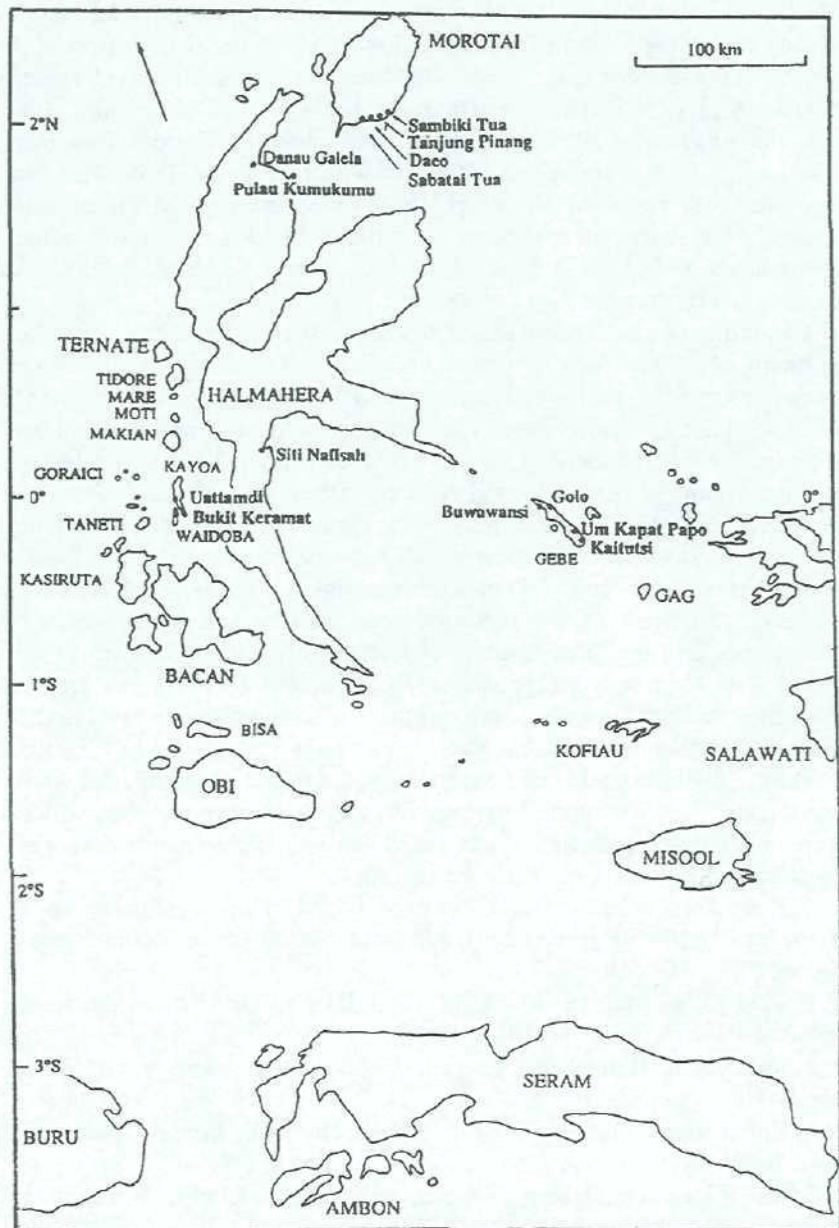 MOROTAI
100 km
2°N
Sambiki Tua
Tanjung Pinang
Daeo
Sabatai Tua
Danau Galela
Pulau Kumukumu
TERNATE
TIDORE
MARE
MOTI
MAKIAN
HALMAHERA
Siti Nafisah
KAYOA
GORAICI
0°
Uattamdi
Bukit Keramat
WAIDOBA
TANETI
KASIRUTA
BACAN
Golo
Buwawansi
Um Kapat Papo
Kaitutsi
GEBE
GAG
0°
1°S
BISA
OBI
KOFIAU
SALAWATI
MISOOL
2°S
3°S
SERAM
BURU
AMBON